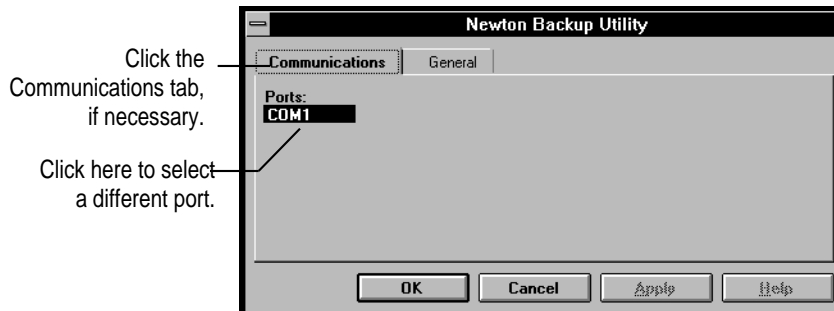 Newton Backup Utility
Click the
Communications tab,
if necessary.
Communications
General
Ports:
COM1
Click here to select
a different port.
OK
Cancel
Apply
Help